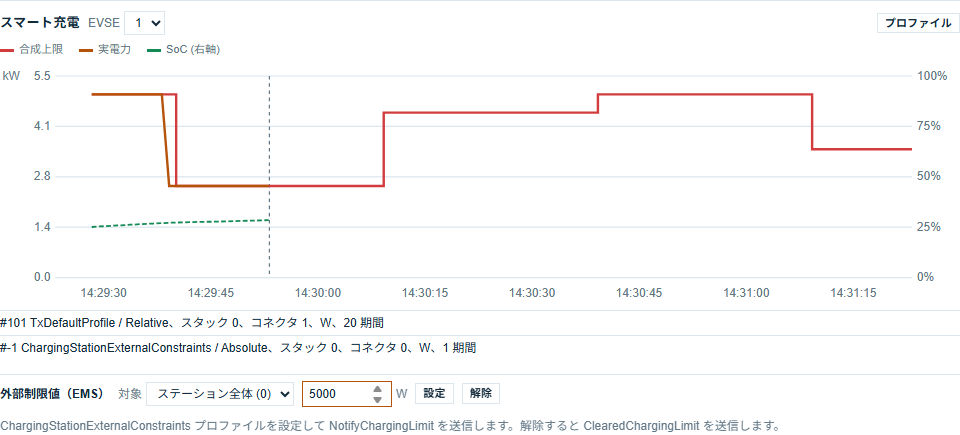 スマート充電 EVSE 1 プロファイル
合成上限 実電力 SoC (右軸)
kW 5.5 100%
4.1 75%
2.8 50%
1.4 25%
0.0 0%
14:29:30 14:29:45 14:30:00 14:30:15 14:30:30 14:30:45 14:31:00 14:31:15
#101 TxDefaultProfile / Relative、スタック 0、コネクタ 1、W、20 期間
#-1 ChargingStationExternalConstraints / Absolute、スタック 0、コネクタ 0、W、1 期間
外部制限値（EMS） 対象 ステーション全体 (0) 5000 W 設定 解除
ChargingStationExternalConstraints プロファイルを設定して NotifyChargingLimit を送信します。解除すると ClearedChargingLimit を送信します。